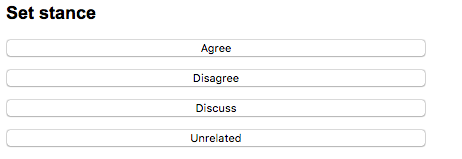 Set stance
Agree
Disagree
Discuss
Unrelated